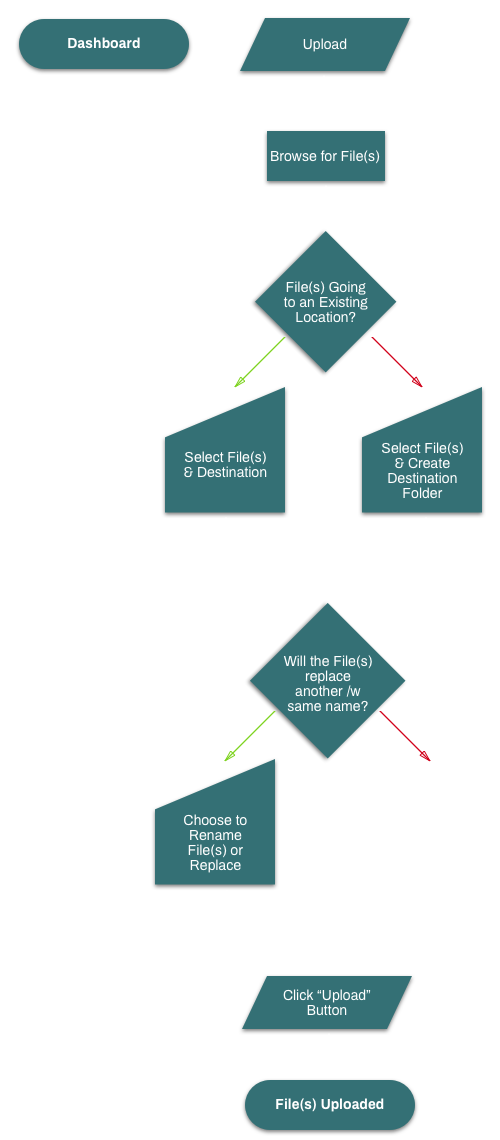 Dashboard
Upload
Browse for File(s)
File(s) Going
to an Existing
Location?
Select File(s)
& Destination
Select File(s)
& Create
Destination
Folder
Will the File(s)
replace
another /w
same name?
Choose to
Rename
File(s) or
Replace
Click “Upload”
Button
File(s) Uploaded